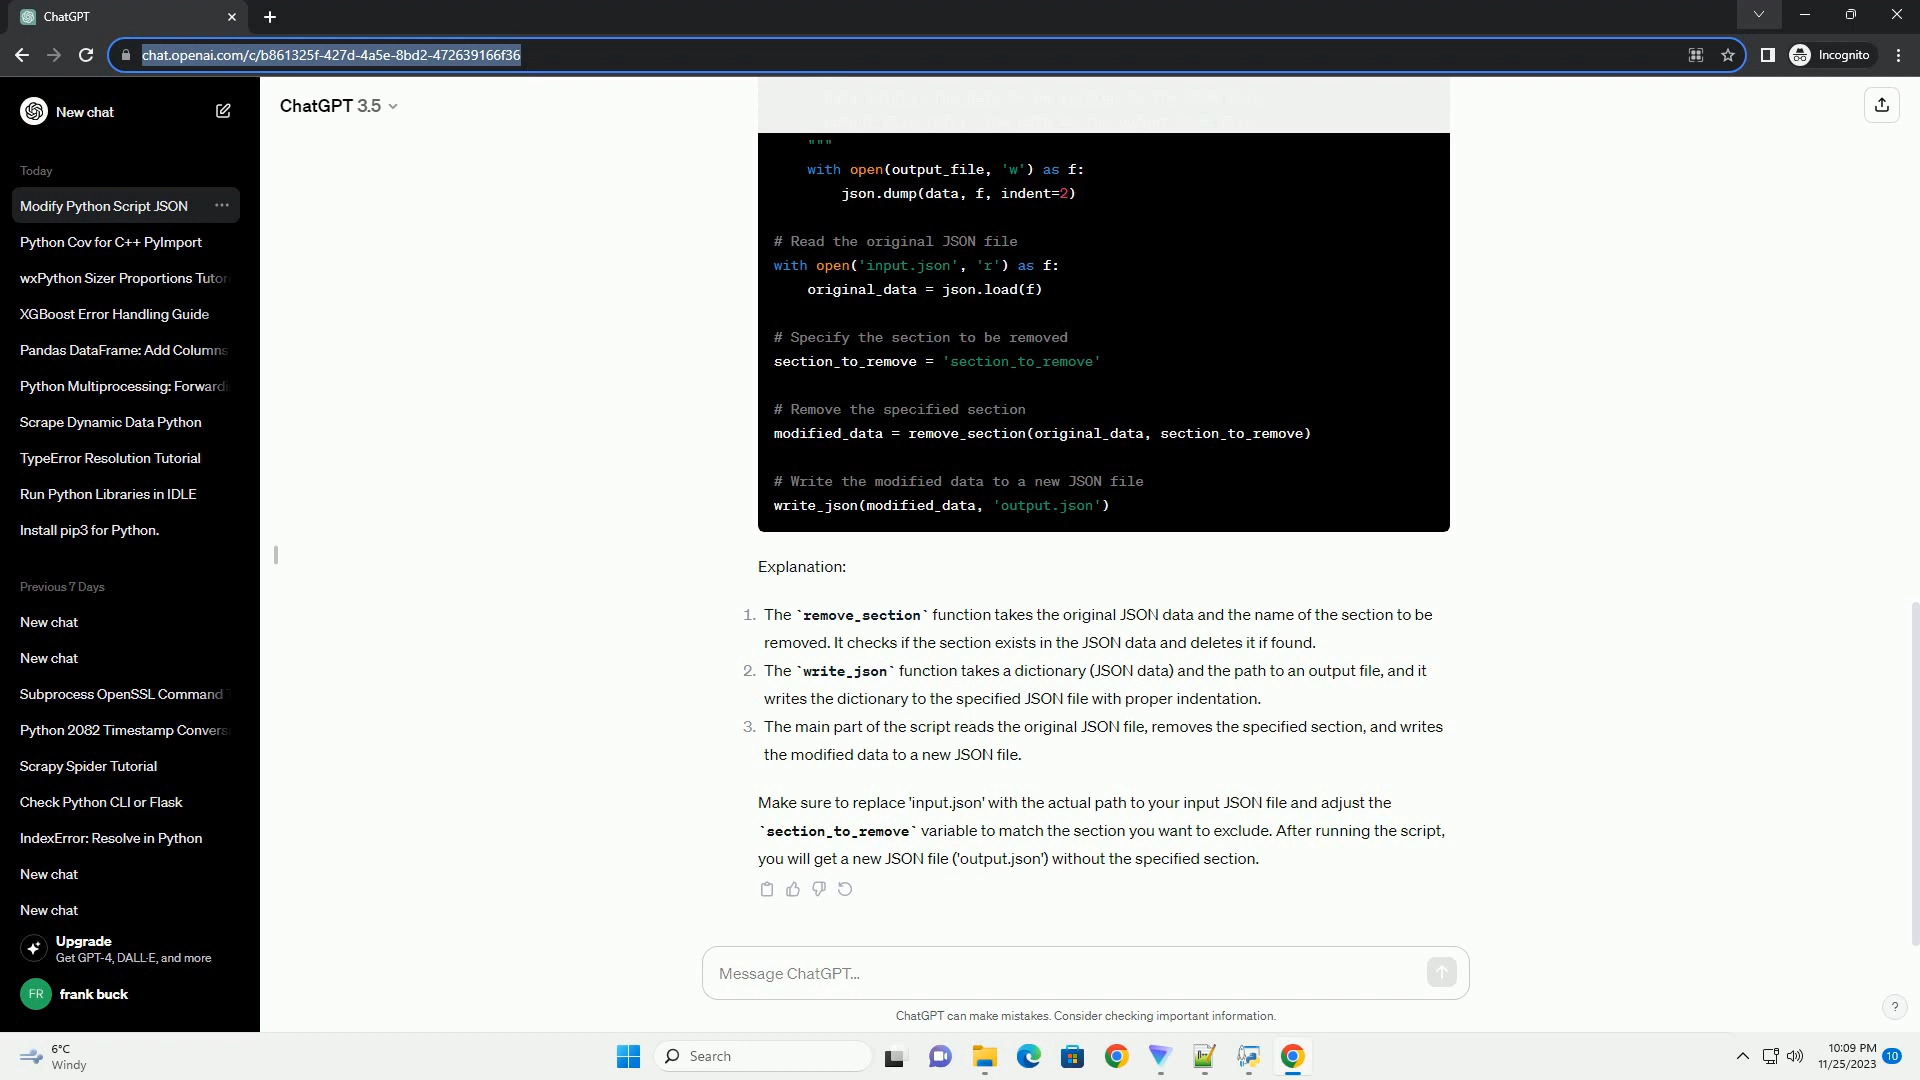 ChatGPT
chat.openai.com/c/b861325f-427d-4a5e-8bd2-472639166f36
Incognito
New chat
Today
Modify Python Script JSON
Python Cov for C++ PyImport
wxPython Sizer Proportions Tutor
XGBoost Error Handling Guide
Pandas DataFrame: Add Columns
Python Multiprocessing: Forwardi
Scrape Dynamic Data Python
TypeError Resolution Tutorial
Run Python Libraries in IDLE
Install pip3 for Python.
Previous 7 Days
New chat
New chat
Subprocess OpenSSL Command
Python 2082 Timestamp Convers
Scrapy Spider Tutorial
Check Python CLI or Flask
IndexError: Resolve in Python
New chat
New chat
Upgrade
Get GPT-4, DALL·E, and more
FR frank buck
ChatGPT 3.5
"""
with open(output_file, 'w') as f:
json.dump(data, f, indent=2)
# Read the original JSON file
with open('input.json', 'r') as f:
original_data = json.load(f)
# Specify the section to be removed
section_to_remove = 'section_to_remove'
# Remove the specified section
modified_data = remove_section(original_data, section_to_remove)
# Write the modified data to a new JSON file
write_json(modified_data, 'output.json')
Explanation:
1. The `remove_section` function takes the original JSON data and the name of the section to be
removed. It checks if the section exists in the JSON data and deletes it if found.
2. The `write_json` function takes a dictionary (JSON data) and the path to an output file, and it
writes the dictionary to the specified JSON file with proper indentation.
3. The main part of the script reads the original JSON file, removes the specified section, and writes
the modified data to a new JSON file.
Make sure to replace 'input.json' with the actual path to your input JSON file and adjust the
`section_to_remove` variable to match the section you want to exclude. After running the script,
you will get a new JSON file ('output.json') without the specified section.
Message ChatGPT...
ChatGPT can make mistakes. Consider checking important information.
?
6°C
Windy
Search
10:09 PM
11/25/2023
10